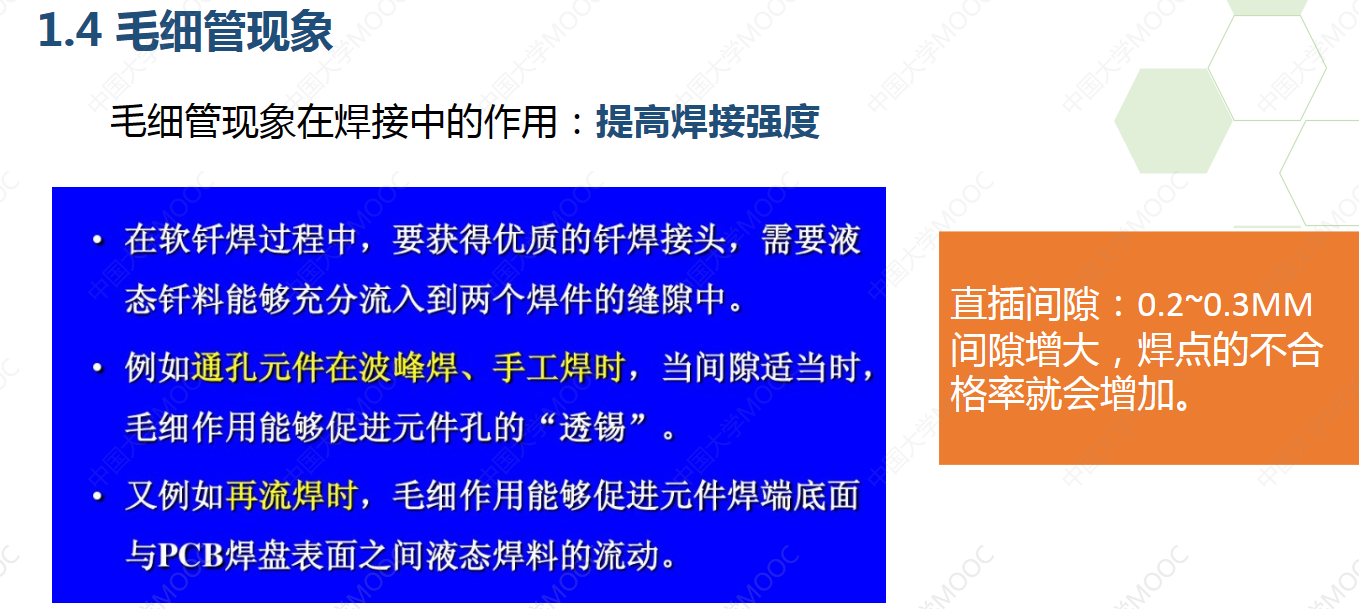 1.4 毛细管现象
毛细管现象在焊接中的作用：提高焊接强度
• 在软钎焊过程中，要获得优质的钎焊接头，需要液
态钎料能够充分流入到两个焊件的缝隙中。
• 例如通孔元件在波峰焊、手工焊时，当间隙适当时，
毛细作用能够促进元件孔的“透锡”。
• 又例如再流焊时，毛细作用能够促进元件焊端底面
与PCB焊盘表面之间液态焊料的流动。
直插间隙：0.2~0.3MM
间隙增大，焊点的不合
格率就会增加。
中国大学MOOC